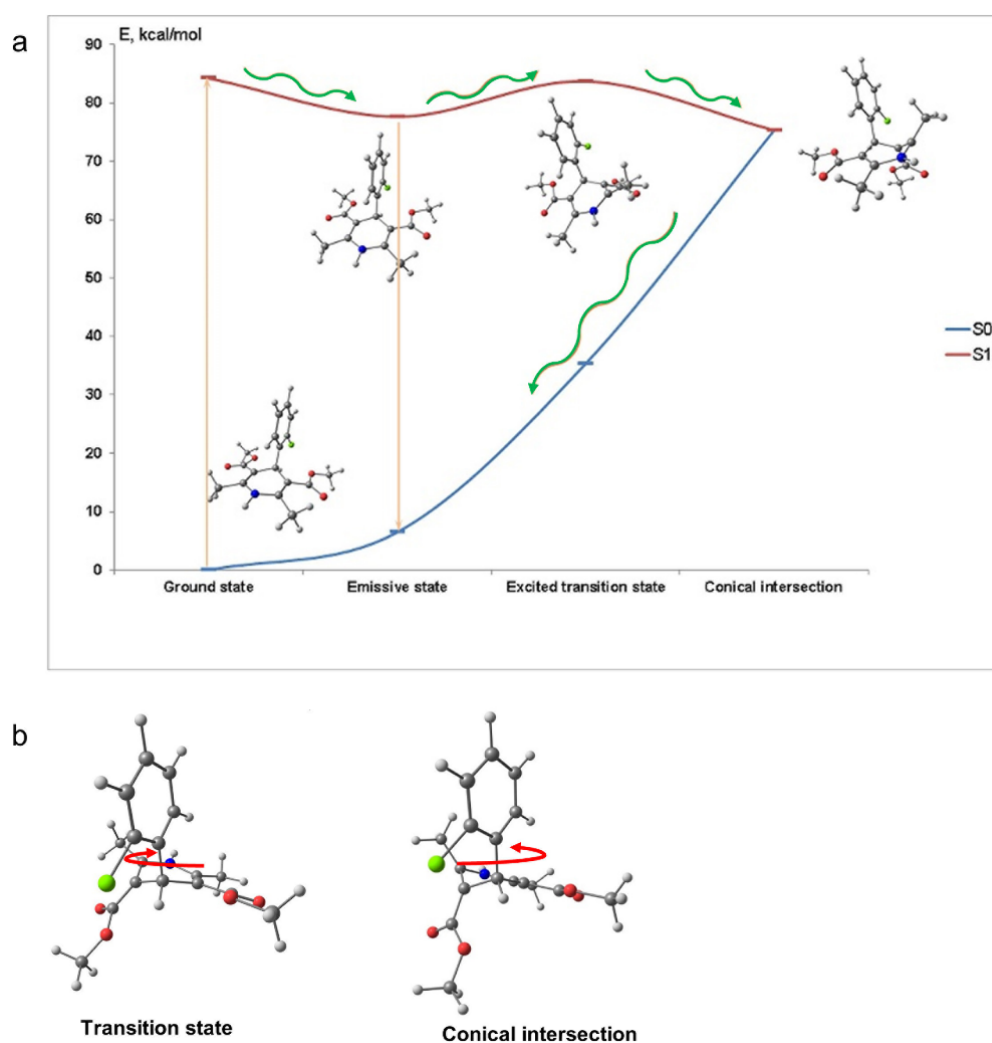 a
E, kcal/mol
90
80
70
60
50
40
30
20
10
0
Ground state
Emissive state
Excited transition state
Conical intersection
S0
S1
b
Transition state
Conical intersection